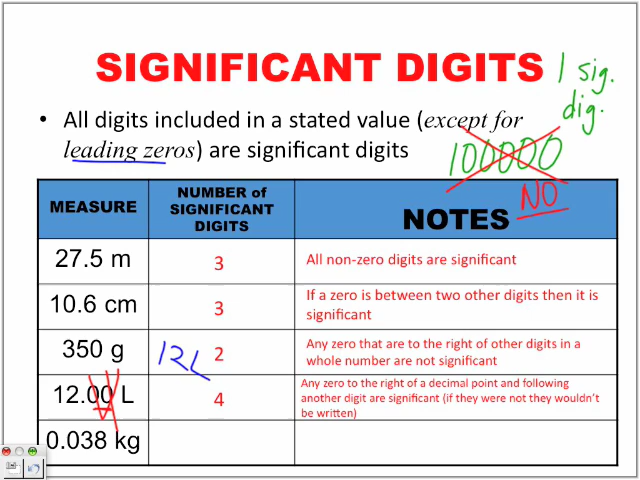 SIGNIFICANT DIGITS
1 sig.
dig.
• All digits included in a stated value (except for
leading zeros) are significant digits
100000
NO
MEASURE
NUMBER of
SIGNIFICANT
DIGITS
NOTES
27.5 m
3
All non-zero digits are significant
10.6 cm
3
If a zero is between two other digits then it is
significant
350 g
12L
2
Any zero that are to the right of other digits in a
whole number are not significant
12.00 L
4
Any zero to the right of a decimal point and following
another digit are significant (if they were not they wouldn't
be written)
0.038 kg